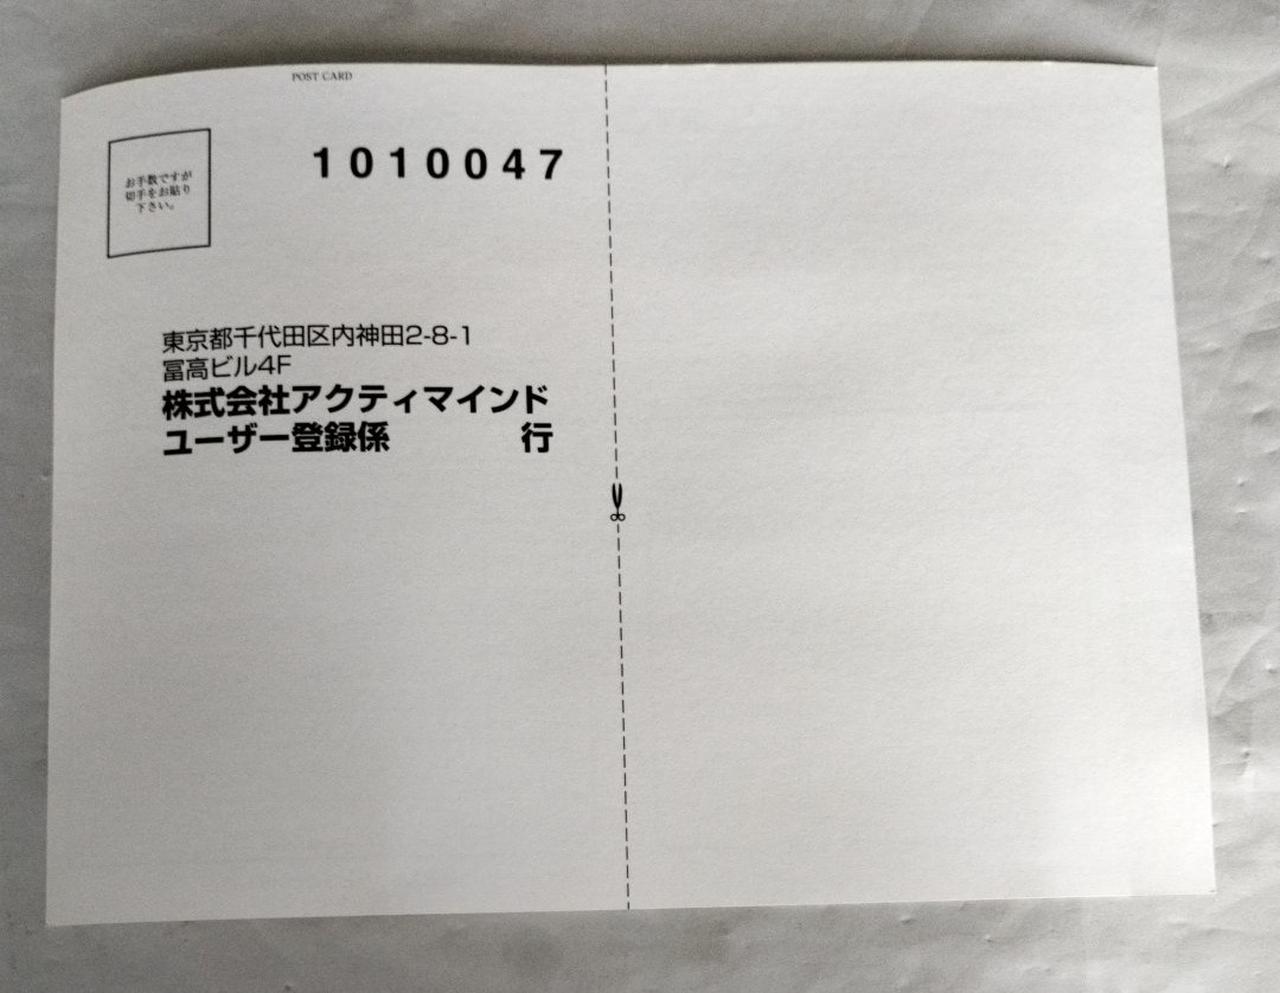 POST CARD
1010047
お手数ですが
切手をお貼り
下さい。
東京都千代田区内神田2-8-1
冨高ビル4F
株式会社アクティマインド
ユーザー登録係 行